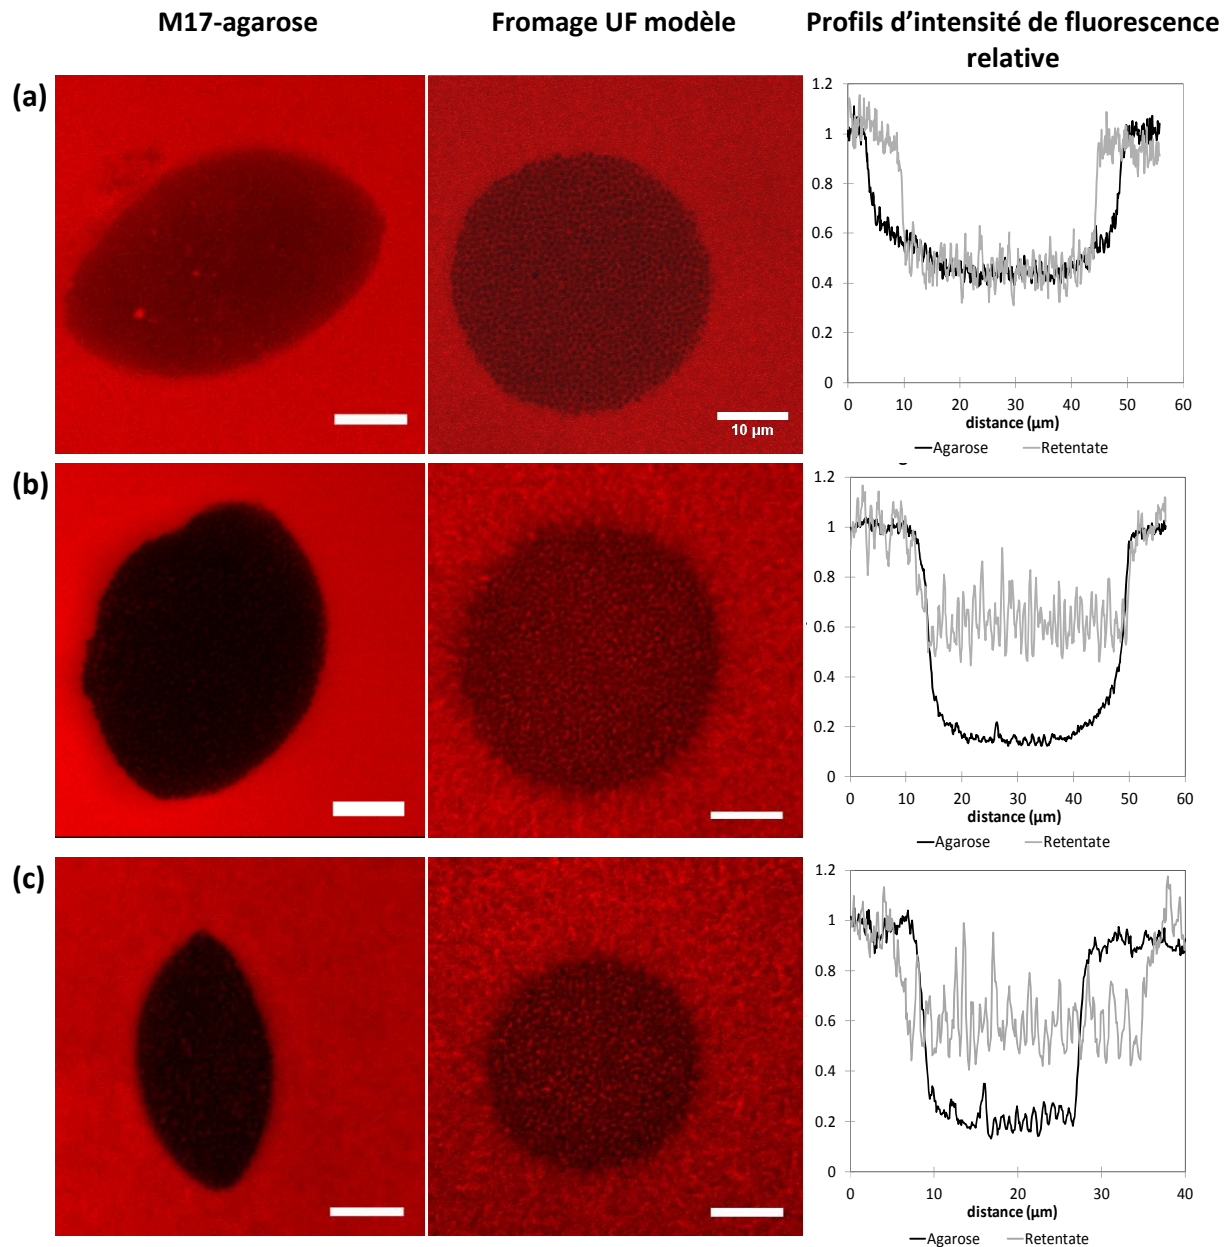 M17-agarose
Fromage UF modèle
Profils d’intensité de fluorescence
relative
(a)
10 µm
1.2
1
0.8
0.6
0.4
0.2
0
0 10 20 30 40 50 60
distance (µm)
Agarose Retentate
(b)
1.2
1
0.8
0.6
0.4
0.2
0
0 10 20 30 40 50 60
distance (µm)
Agarose Retentate
(c)
1.2
1
0.8
0.6
0.4
0.2
0
0 10 20 30 40
distance (µm)
Agarose Retentate